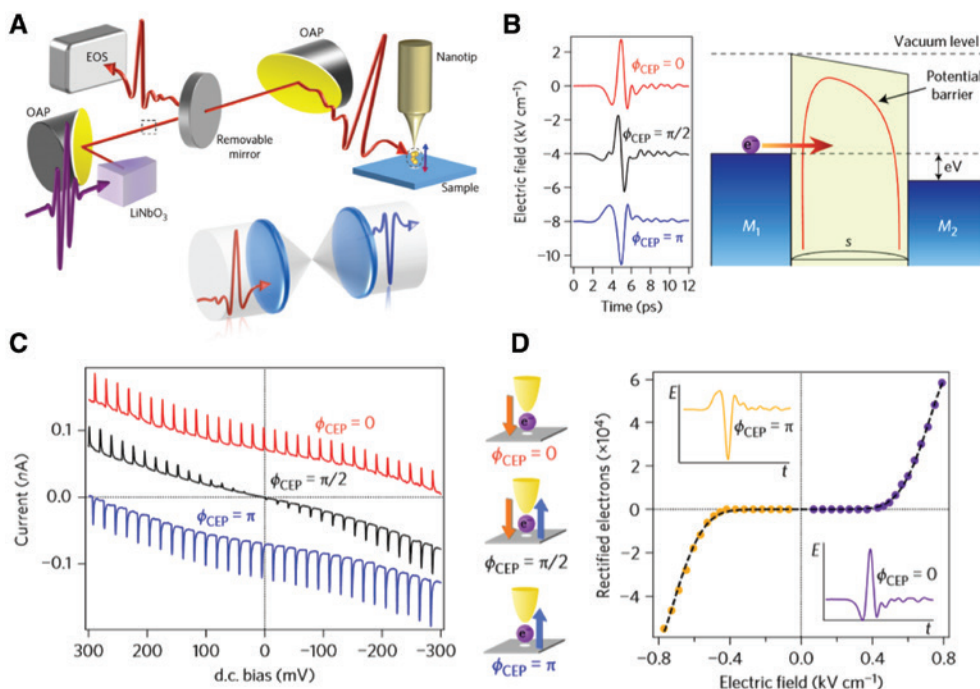 A
EOS
OAP
OAP
Removable
mirror
LiNbO₃
Nanotip
Sample
B
Electric field (kV cm⁻¹)
2
0
−2
−4
−6
−8
−10
ϕCEP = 0
ϕCEP = π/2
ϕCEP = π
0 2 4 6 8 10 12
Time (ps)
Vacuum level
Potential
barrier
e
eV
M₁
M₂
s
C
Current (nA)
0.1
0.0
−0.1
ϕCEP = 0
ϕCEP = π/2
ϕCEP = π
300 200 100 0 −100 −200 −300
d.c. bias (mV)
e
ϕCEP = 0
e
ϕCEP = π/2
e
ϕCEP = π
D
Rectified electrons (×10⁴)
6
4
2
0
−2
−4
E
ϕCEP = π
t
E
ϕCEP = 0
t
−0.8 −0.4 0.0 0.4 0.8
Electric field (kV cm⁻¹)